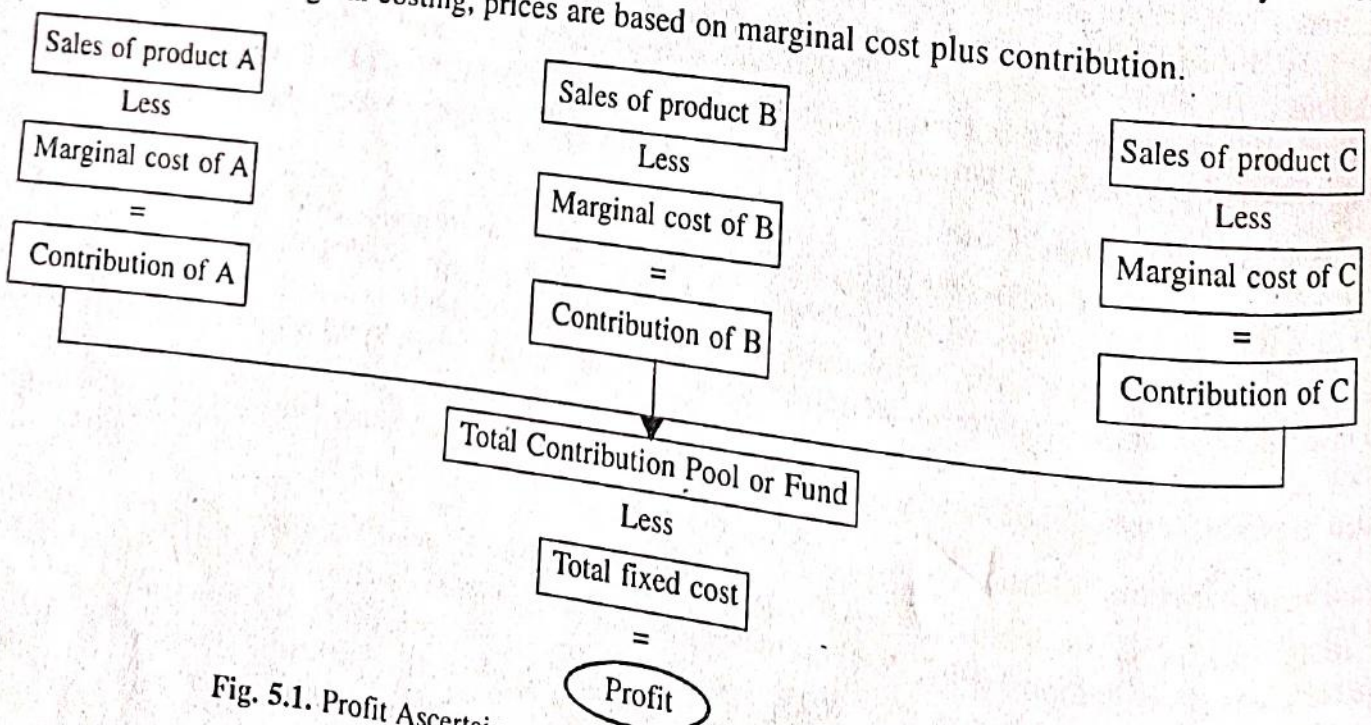 costing, prices are based on marginal cost plus contribution.
Sales of product A
Less
Marginal cost of A
=
Contribution of A
Sales of product B
Less
Marginal cost of B
=
Contribution of B
Sales of product C
Less
Marginal cost of C
=
Contribution of C
Total Contribution Pool or Fund
Less
Total fixed cost
=
Profit
Fig. 5.1. Profit